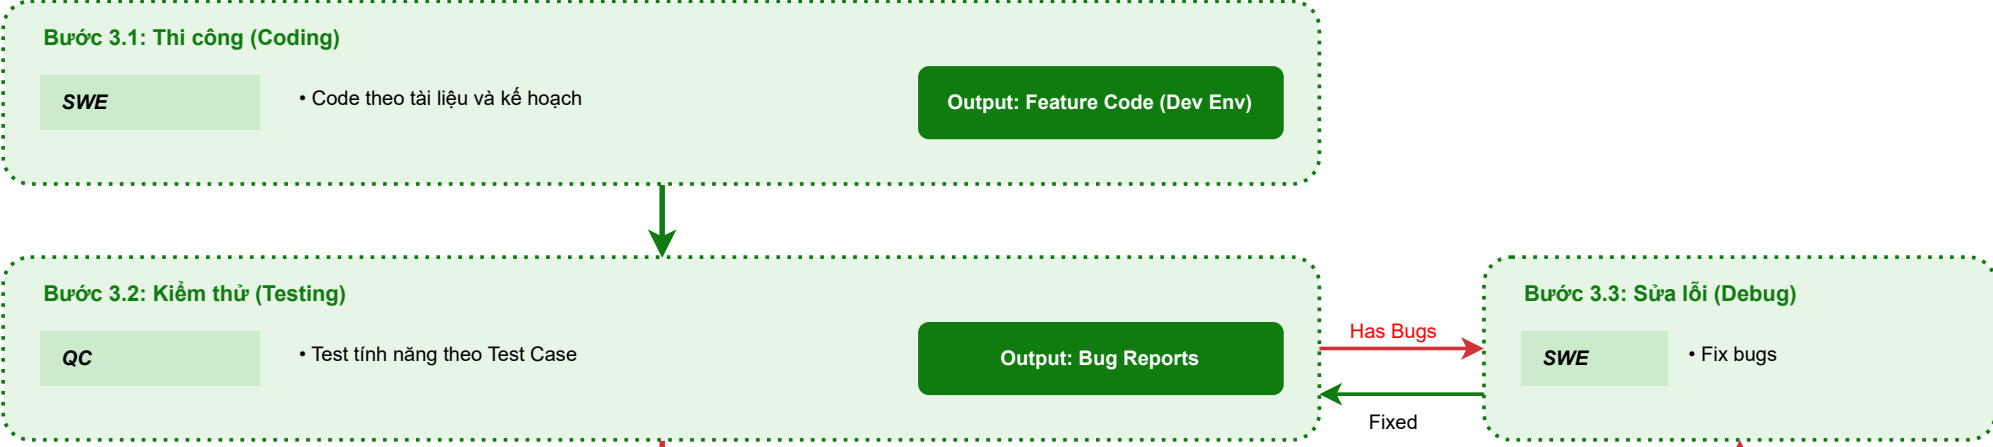 Bước 3.1: Thi công (Coding)
SWE
• Code theo tài liệu và kế hoạch
Output: Feature Code (Dev Env)
Bước 3.2: Kiểm thử (Testing)
QC
• Test tính năng theo Test Case
Output: Bug Reports
Has Bugs
Fixed
Bước 3.3: Sửa lỗi (Debug)
SWE
• Fix bugs